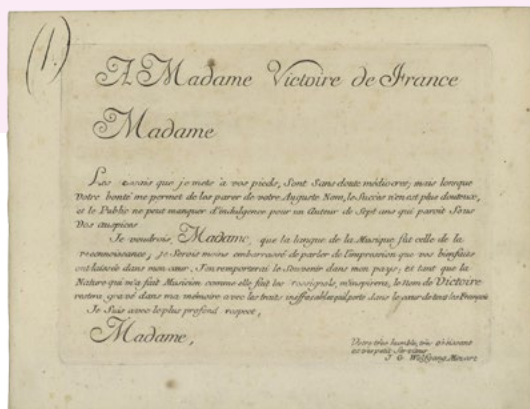 (1.)
A Madame Victoire de France
Madame
Les essais que je mets à vos pieds, Sont Sans doute médiocres; mais lorsque
Votre bonté me permet de les parer de votre Auguste Nom, le Succès n'en est plus douteux,
et le Public ne peut manquer d'indulgence pour un Auteur de Sept ans qui paroit Sous
Vos auspices
Je voudrois, Madame, que la langue de la Musique fût celle de la
reconnoissance; je Serois moins embarrassé de parler de l'impression que vos bienfaits
ont laissée dans mon cœur. J'en remporterai le Souvenir dans mon pays; et tant que la
Nature qui m'a fait Musicien comme elle fait les rossignols, m'inspirera, le Nom de Victoire
restera gravé dans ma mémoire avec les traits ineffaçables qu'il porte dans le cœur de tous les François
Je Suis avec le plus profond respect,
Madame,
Votre très humble, très obéissant
et très petit Serviteur
J G Wolfgang Mozart